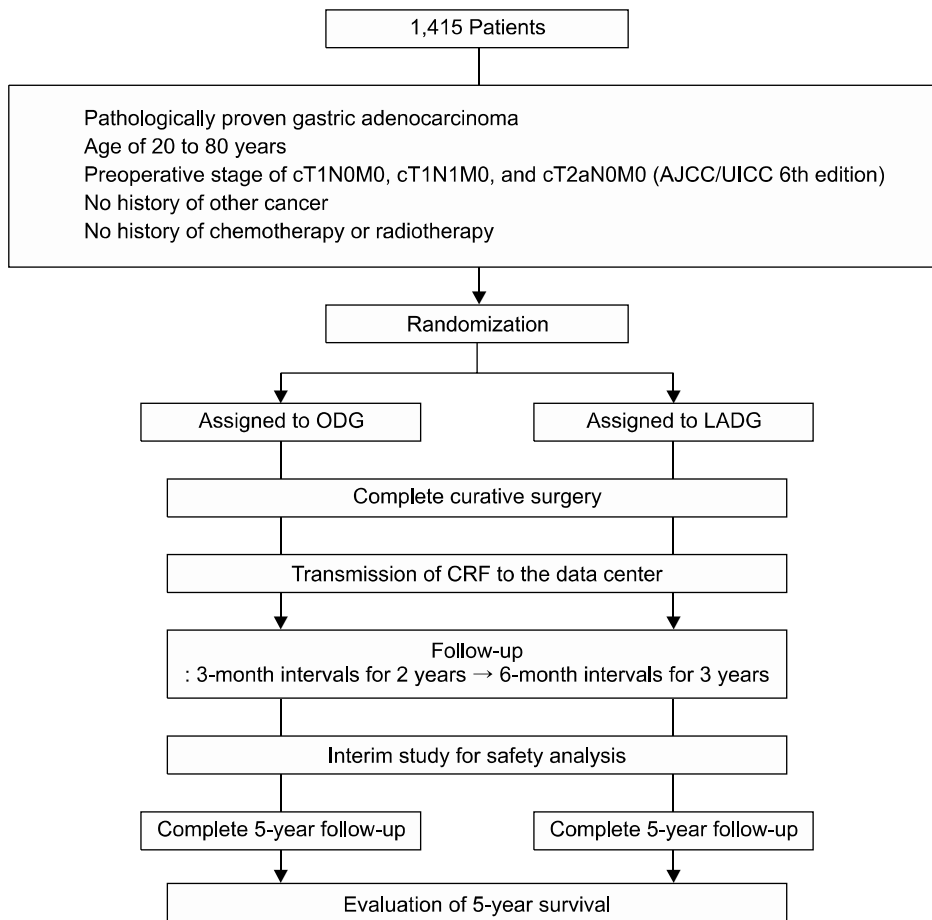 1,415 Patients
Pathologically proven gastric adenocarcinoma
Age of 20 to 80 years
Preoperative stage of cT1N0M0, cT1N1M0, and cT2aN0M0 (AJCC/UICC 6th edition)
No history of other cancer
No history of chemotherapy or radiotherapy
Randomization
Assigned to ODG
Assigned to LADG
Complete curative surgery
Transmission of CRF to the data center
Follow-up
: 3-month intervals for 2 years → 6-month intervals for 3 years
Interim study for safety analysis
Complete 5-year follow-up
Complete 5-year follow-up
Evaluation of 5-year survival